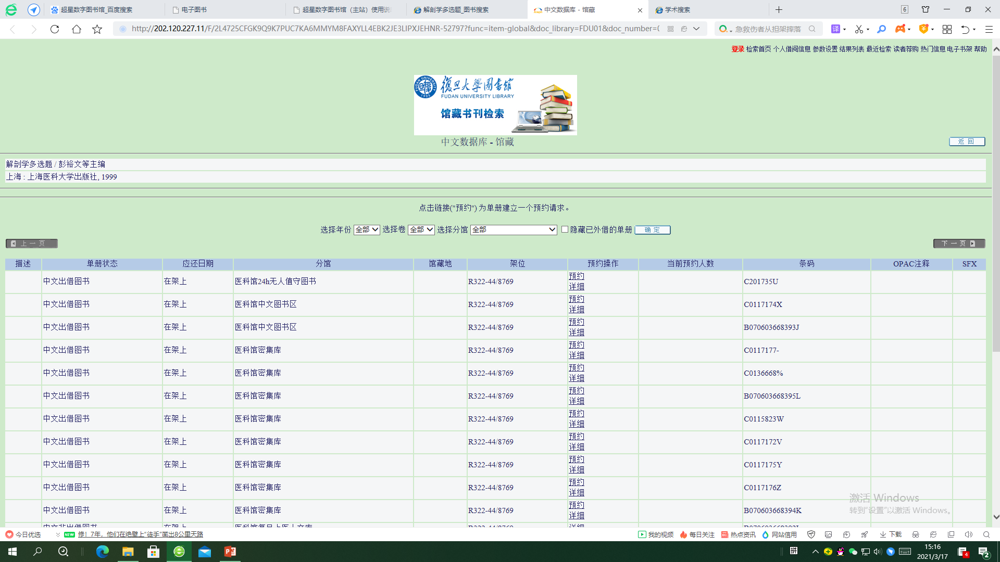 超星数字图书馆_百度搜索
电子图书
超星数字图书馆（主站）使用说
解剖学多选题_图书搜索
中文数据库 - 馆藏
学术搜索
6
http://202.120.227.11/F/2L4725CFGK9Q9K7PUC7KA6MMYM8FAXYLL4EBK2JE3LIPXJEHNR-52797?func=item-global&doc_library=FDU01&doc_number=0
急救伤者从担架摔落
译
登录 检索首页 个人借阅信息 参数设置 结果列表 最近检索 读者荐购 热门信息 电子书架 帮助
復旦大學圖書館
FUDAN UNIVERSITY LIBRARY
馆藏书刊检索
中文数据库 - 馆藏
返 回
解剖学多选题 / 彭裕文等主编
上海 : 上海医科大学出版社, 1999
点击链接("预约") 为单册建立一个预约请求。
选择年份 全部 选择卷 全部 选择分馆 全部 隐藏已外借的单册 确 定
上 一 页
下 一 页
描述 单册状态 应还日期 分馆 馆藏地 架位 预约操作 当前预约人数 条码 OPAC注释 SFX
中文出借图书 在架上 医科馆24h无人值守图书 R322-44/8769 预约 详细 C201735U
中文出借图书 在架上 医科馆中文图书区 R322-44/8769 预约 详细 C0117174X
中文出借图书 在架上 医科馆中文图书区 R322-44/8769 预约 详细 B070603668393J
中文出借图书 在架上 医科馆密集库 R322-44/8769 预约 详细 C0117177-
中文出借图书 在架上 医科馆密集库 R322-44/8769 预约 详细 C0136668%
中文出借图书 在架上 医科馆密集库 R322-44/8769 预约 详细 B070603668395L
中文出借图书 在架上 医科馆密集库 R322-44/8769 预约 详细 C0115823W
中文出借图书 在架上 医科馆密集库 R322-44/8769 预约 详细 C0117172V
中文出借图书 在架上 医科馆密集库 R322-44/8769 预约 详细 C0117175Y
中文出借图书 在架上 医科馆密集库 R322-44/8769 预约 详细 C0117176Z
中文出借图书 在架上 医科馆密集库 R322-44/8769 预约 详细 B070603668394K
激活 Windows
转到"设置"以激活 Windows。
今日优选
NEW 修！7年，他们在绝壁上"徒手"凿出8公里天路
我的视频 每日关注 热点资讯 网站信用 下载
拼
15:16
2021/3/17
4
2